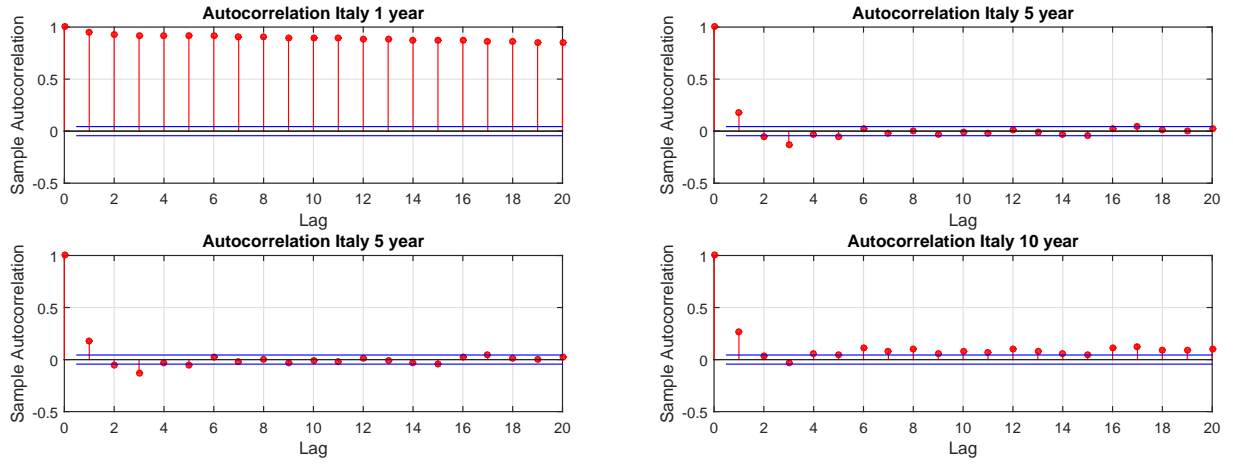 Autocorrelation Italy 1 year
Sample Autocorrelation
1
0.5
0
-0.5
0 2 4 6 8 10 12 14 16 18 20
Lag
Autocorrelation Italy 5 year
Sample Autocorrelation
1
0.5
0
-0.5
0 2 4 6 8 10 12 14 16 18 20
Lag
Autocorrelation Italy 5 year
Sample Autocorrelation
1
0.5
0
-0.5
0 2 4 6 8 10 12 14 16 18 20
Lag
Autocorrelation Italy 10 year
Sample Autocorrelation
1
0.5
0
-0.5
0 2 4 6 8 10 12 14 16 18 20
Lag